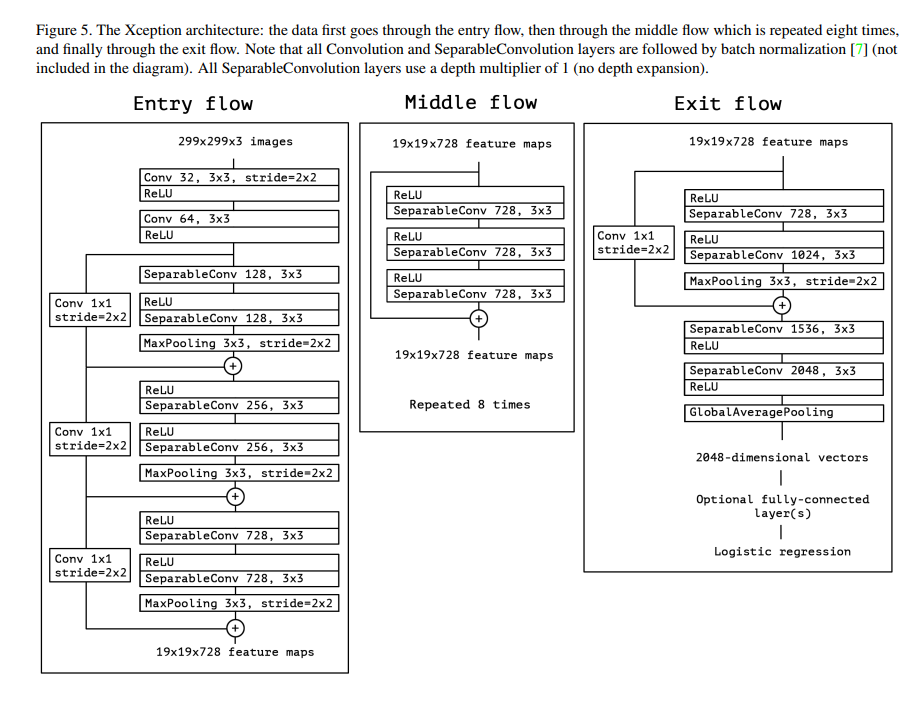 Figure 5. The Xception architecture: the data first goes through the entry flow, then through the middle flow which is repeated eight times,
and finally through the exit flow. Note that all Convolution and SeparableConvolution layers are followed by batch normalization [7] (not
included in the diagram). All SeparableConvolution layers use a depth multiplier of 1 (no depth expansion).
Entry flow
299x299x3 images
Conv 32, 3x3, stride=2x2
ReLU
Conv 64, 3x3
ReLU
SeparableConv 128, 3x3
Conv 1x1
stride=2x2
ReLU
SeparableConv 128, 3x3
MaxPooling 3x3, stride=2x2
+
ReLU
SeparableConv 256, 3x3
Conv 1x1
stride=2x2
ReLU
SeparableConv 256, 3x3
MaxPooling 3x3, stride=2x2
+
ReLU
SeparableConv 728, 3x3
Conv 1x1
stride=2x2
ReLU
SeparableConv 728, 3x3
MaxPooling 3x3, stride=2x2
+
19x19x728 feature maps
Middle flow
19x19x728 feature maps
ReLU
SeparableConv 728, 3x3
ReLU
SeparableConv 728, 3x3
ReLU
SeparableConv 728, 3x3
+
19x19x728 feature maps
Repeated 8 times
Exit flow
19x19x728 feature maps
ReLU
SeparableConv 728, 3x3
Conv 1x1
stride=2x2
ReLU
SeparableConv 1024, 3x3
MaxPooling 3x3, stride=2x2
+
SeparableConv 1536, 3x3
ReLU
SeparableConv 2048, 3x3
ReLU
GlobalAveragePooling
2048-dimensional vectors
Optional fully-connected
layer(s)
Logistic regression